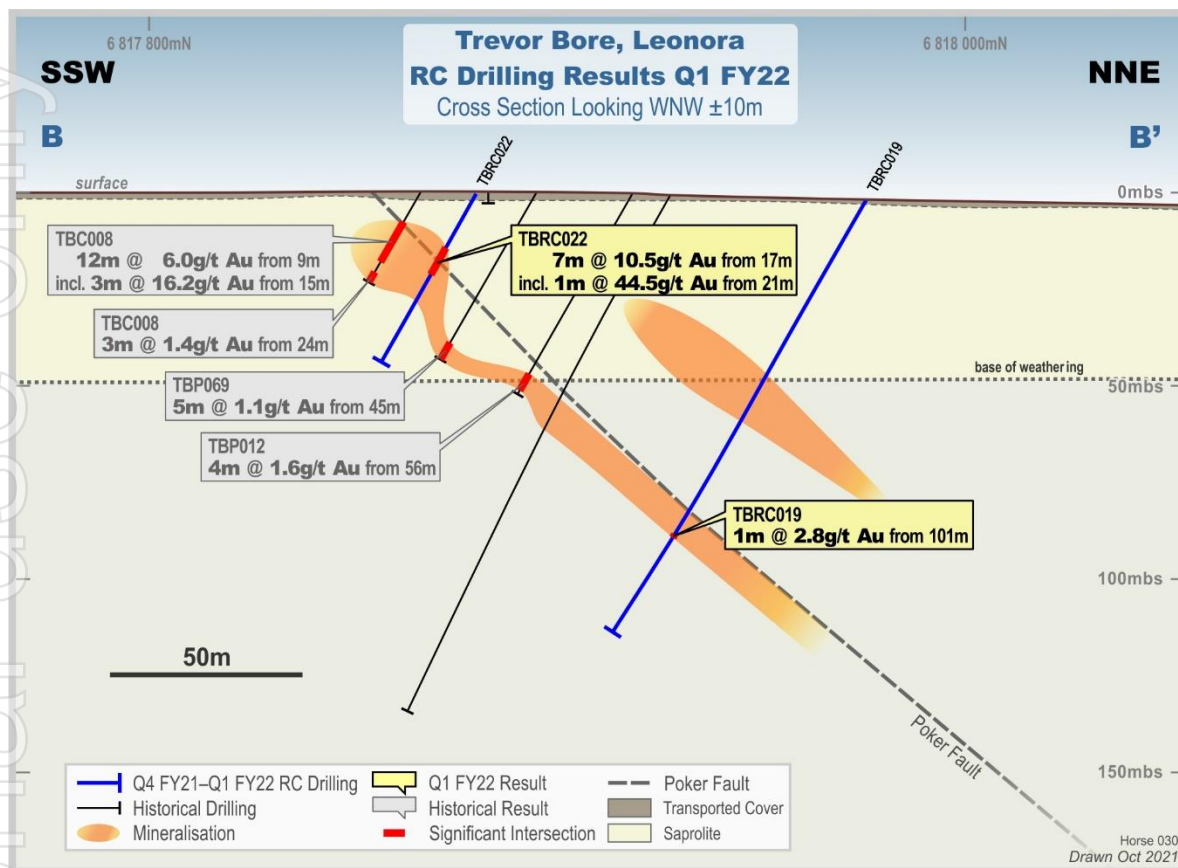 6 817 800mN
6 818 000mN
Trevor Bore, Leonora
RC Drilling Results Q1 FY22
Cross Section Looking WNW ±10m
SSW
NNE
B
B'
TBRC022
TBRC019
surface
0mbs
TBC008
12m @ 6.0g/t Au from 9m
incl. 3m @ 16.2g/t Au from 15m
TBRC022
7m @ 10.5g/t Au from 17m
incl. 1m @ 44.5g/t Au from 21m
TBC008
3m @ 1.4g/t Au from 24m
base of weathering
50mbs
TBP069
5m @ 1.1g/t Au from 45m
TBP012
4m @ 1.6g/t Au from 56m
TBRC019
1m @ 2.8g/t Au from 101m
100mbs
50m
Poker Fault
150mbs
Q4 FY21–Q1 FY22 RC Drilling
Q1 FY22 Result
Poker Fault
Historical Drilling
Historical Result
Transported Cover
Mineralisation
Significant Intersection
Saprolite
Horse 030
Drawn Oct 2021